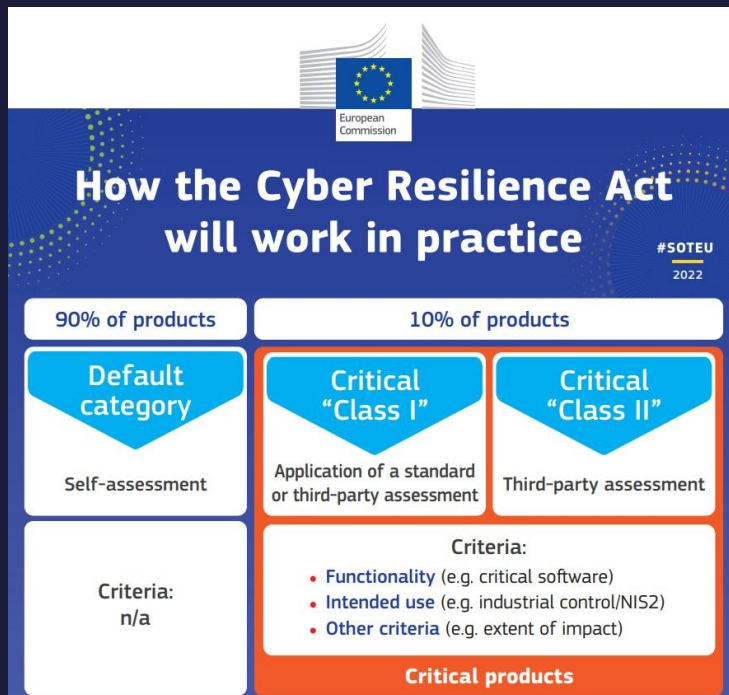 European
Commission
How the Cyber Resilience Act
will work in practice
#SOTEU
2022
90% of products
10% of products
Default
category
Self-assessment
Critical
“Class I”
Application of a standard
or third-party assessment
Critical
“Class II”
Third-party assessment
Criteria:
n/a
Criteria:
• Functionality (e.g. critical software)
• Intended use (e.g. industrial control/NIS2)
• Other criteria (e.g. extent of impact)
Critical products